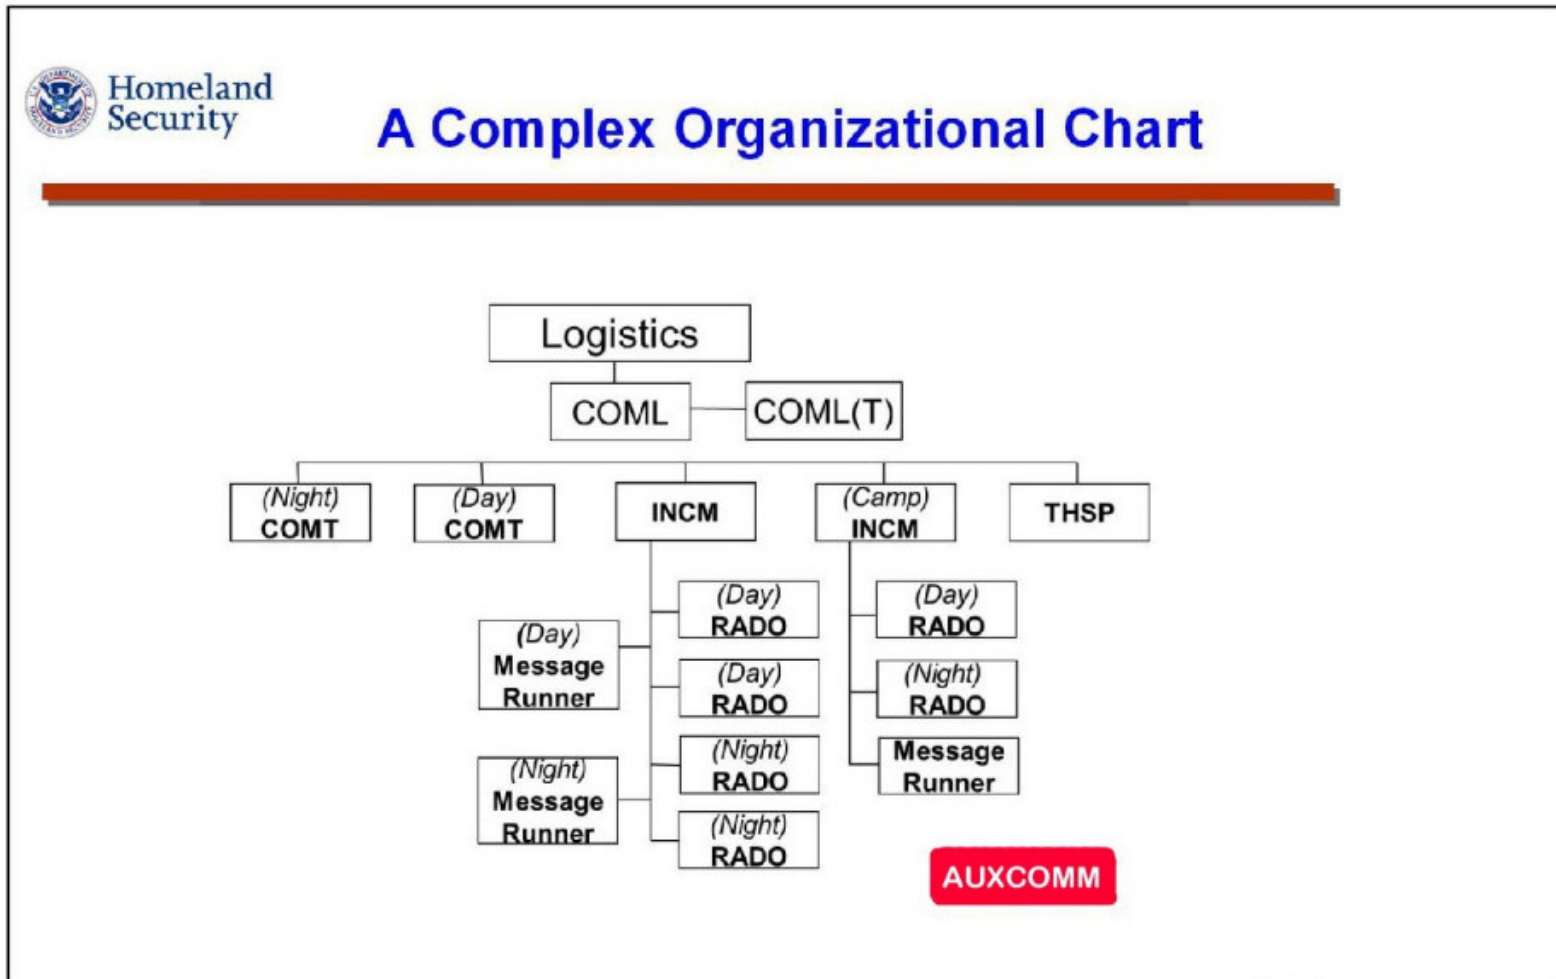 Homeland
Security
A Complex Organizational Chart
Logistics
COML
COML(T)
(Night)
COMT
(Day)
COMT
INCM
(Camp)
INCM
THSP
(Day)
Message
Runner
(Night)
Message
Runner
(Day)
RADO
(Day)
RADO
(Night)
RADO
(Night)
RADO
(Day)
RADO
(Night)
RADO
Message
Runner
AUXCOMM